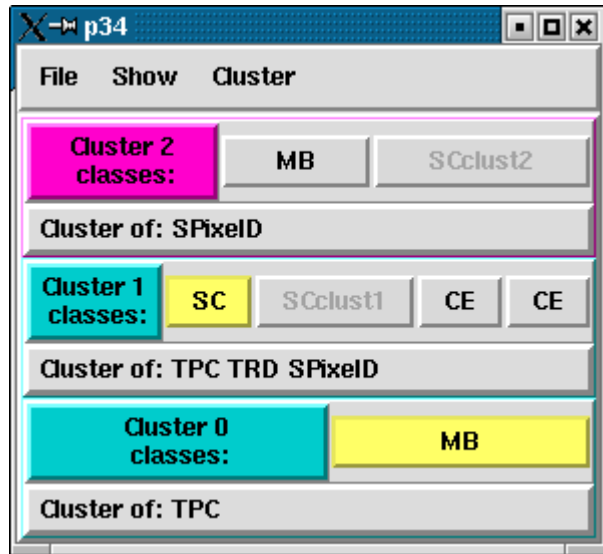 p34
File Show Cluster
Cluster 2
classes:
MB
SCclust2
Cluster of: SPixelD
Cluster 1
classes:
SC
SCclust1
CE
CE
Cluster of: TPC TRD SPixelD
Cluster 0
classes:
MB
Cluster of: TPC